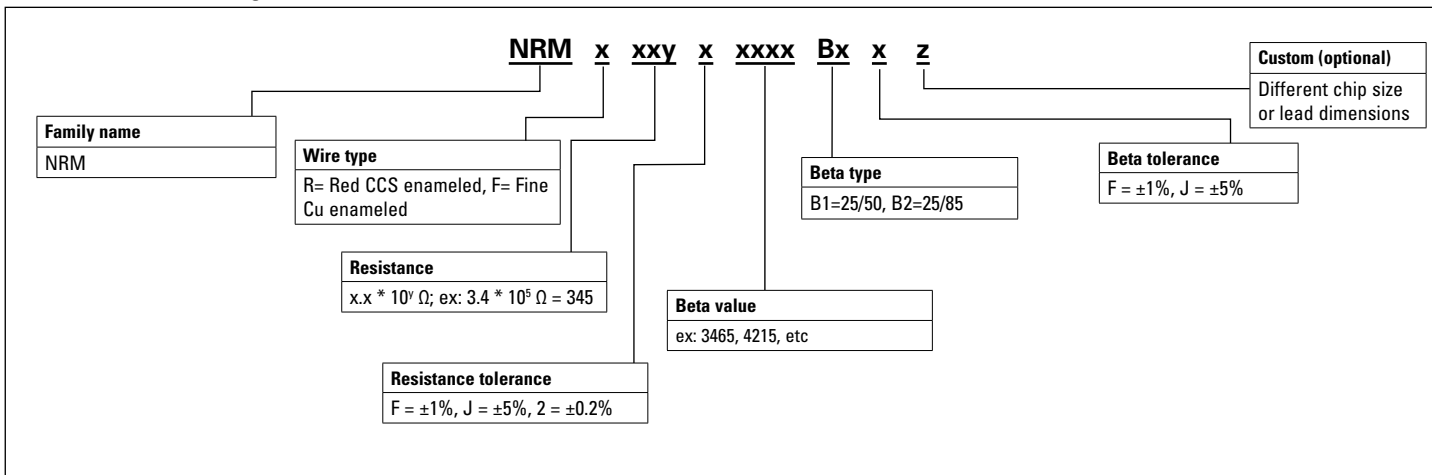 NRM x xxy x xxxx Bx x z
Custom (optional)
Different chip size
or lead dimensions
Family name
NRM
Wire type
R= Red CCS enameled, F= Fine
Cu enameled
Beta type
B1=25/50, B2=25/85
Beta tolerance
F = ±1%, J = ±5%
Resistance
x.x * 10ʸ Ω; ex: 3.4 * 10⁵ Ω = 345
Beta value
ex: 3465, 4215, etc
Resistance tolerance
F = ±1%, J = ±5%, 2 = ±0.2%